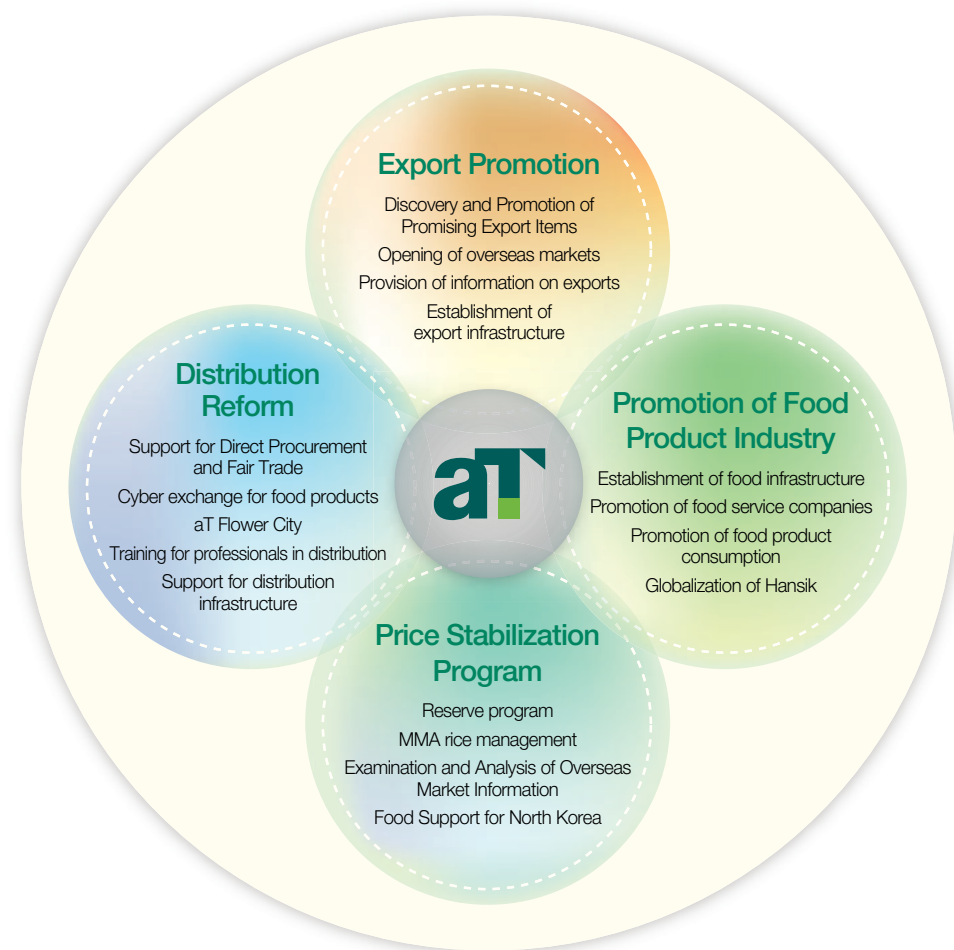 Export Promotion
Discovery and Promotion of
Promising Export Items
Opening of overseas markets
Provision of information on exports
Establishment of
export infrastructure
Distribution
Reform
Support for Direct Procurement
and Fair Trade
Cyber exchange for food products
aT Flower City
Training for professionals in distribution
Support for distribution
infrastructure
aT
Promotion of Food
Product Industry
Establishment of food infrastructure
Promotion of food service companies
Promotion of food product
consumption
Globalization of Hansik
Price Stabilization
Program
Reserve program
MMA rice management
Examination and Analysis of Overseas
Market Information
Food Support for North Korea